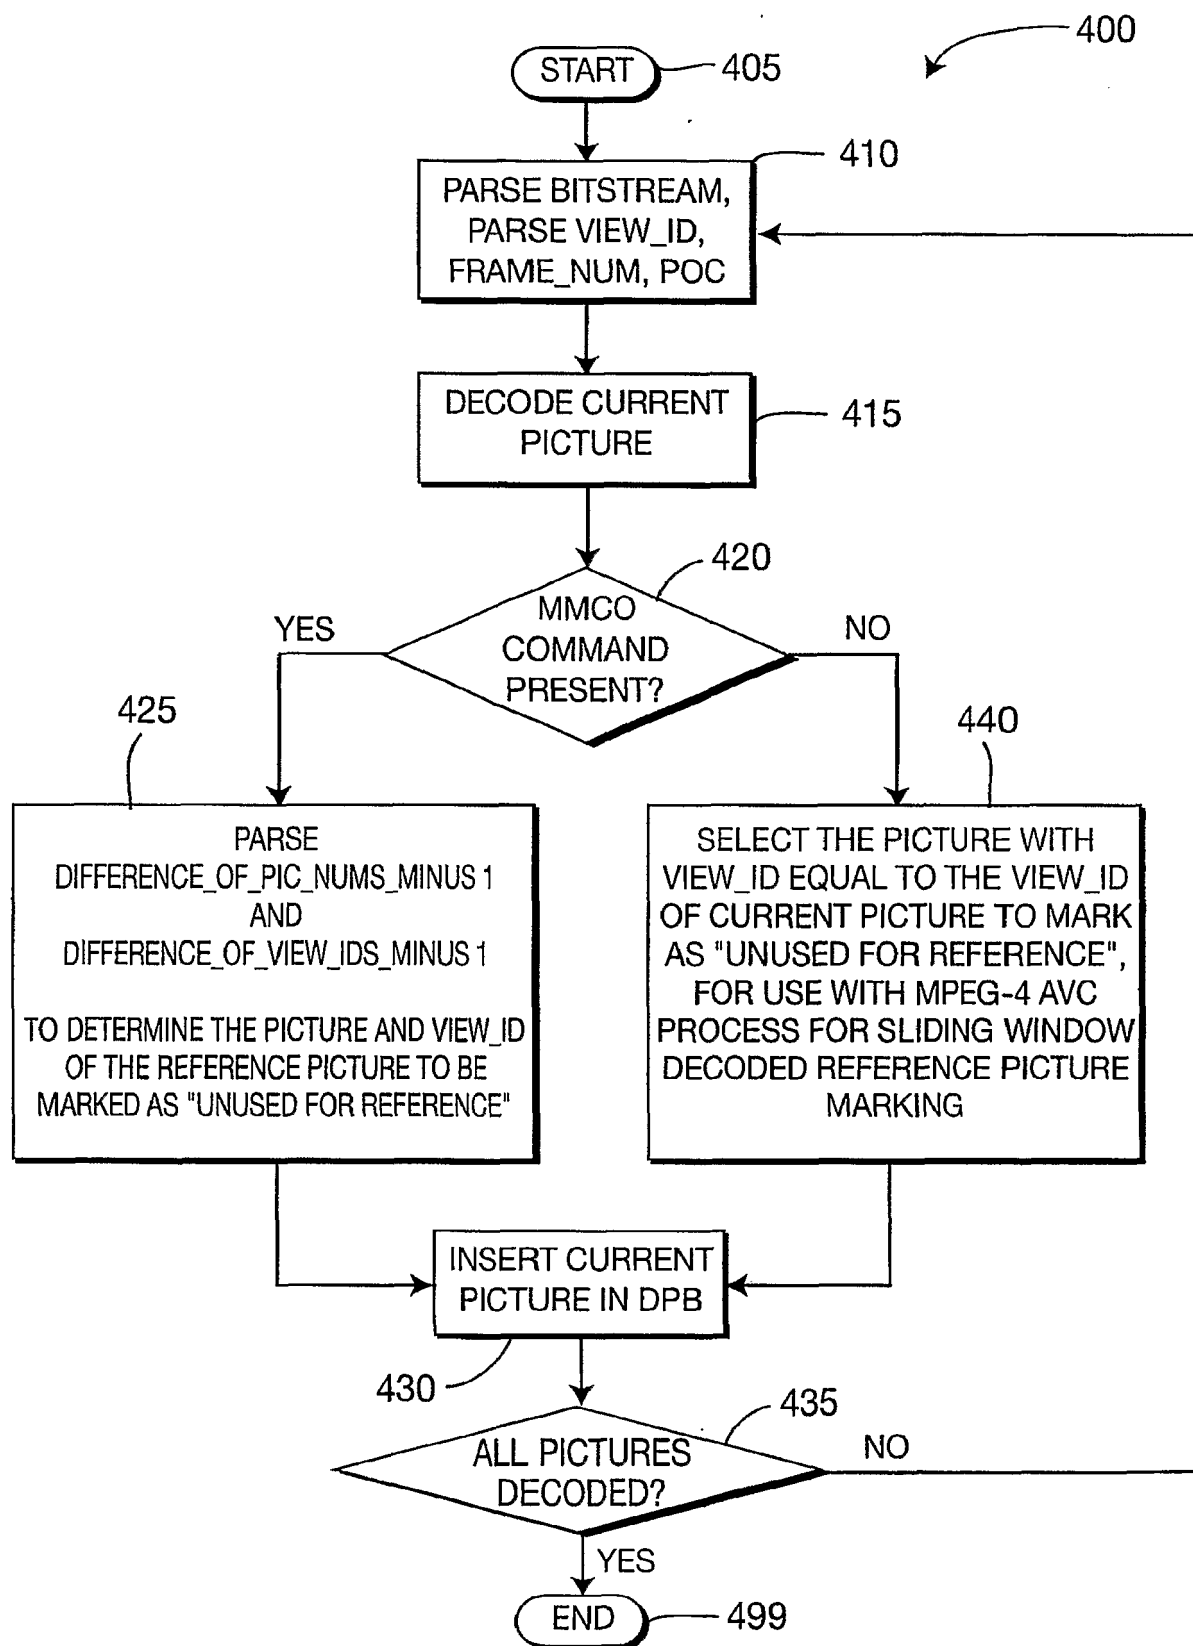 400
START
405
410
PARSE BITSTREAM,
PARSE VIEW_ID,
FRAME_NUM, POC
DECODE CURRENT
PICTURE
415
420
MMCO
COMMAND
PRESENT?
YES
NO
425
PARSE
DIFFERENCE_OF_PIC_NUMS_MINUS1
AND
DIFFERENCE_OF_VIEW_IDS_MINUS1
TO DETERMINE THE PICTURE AND VIEW_ID
OF THE REFERENCE PICTURE TO BE
MARKED AS "UNUSED FOR REFERENCE"
440
SELECT THE PICTURE WITH
VIEW_ID EQUAL TO THE VIEW_ID
OF CURRENT PICTURE TO MARK
AS "UNUSED FOR REFERENCE",
FOR USE WITH MPEG-4 AVC
PROCESS FOR SLIDING WINDOW
DECODED REFERENCE PICTURE
MARKING
INSERT CURRENT
PICTURE IN DPB
430
435
ALL PICTURES
DECODED?
NO
YES
END
499